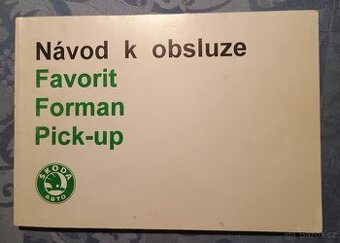 Návod k obsluze
Favorit
Forman
Pick-up
ŠKODA
AUTO